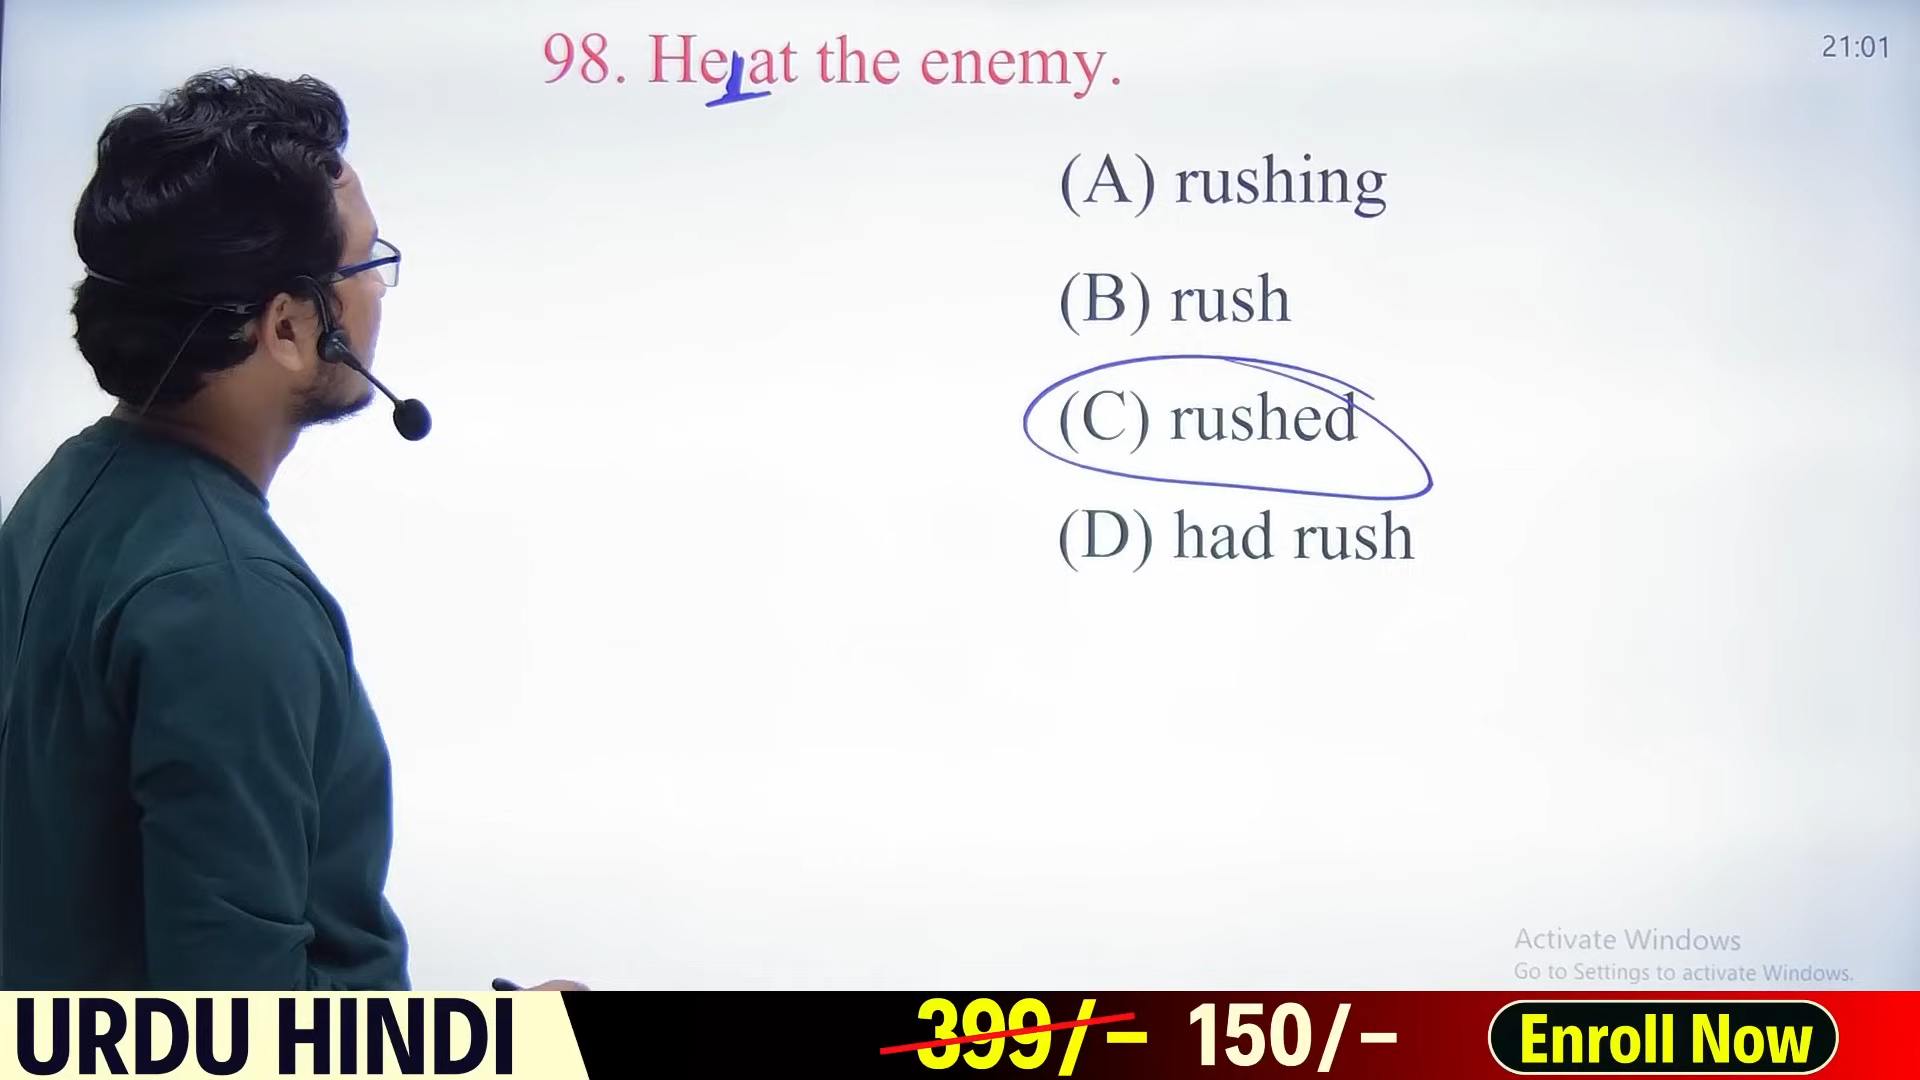 98. He at the enemy.
21:01
(A) rushing
(B) rush
(C) rushed
(D) had rush
Activate Windows
Go to Settings to activate Windows.
URDU HINDI
399/- 150/-
Enroll Now